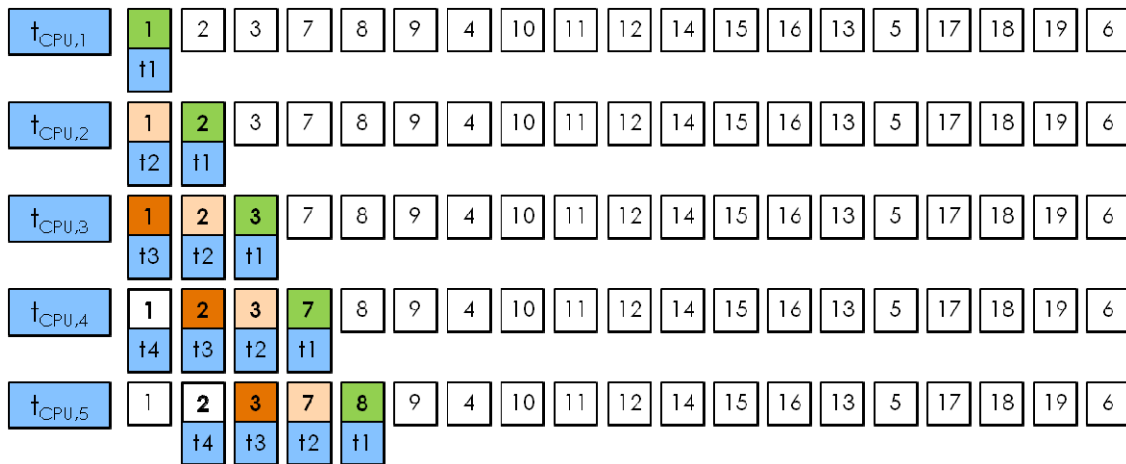 t_CPU,1 1 2 3 7 8 9 4 10 11 12 14 15 16 13 5 17 18 19 6
t1
t_CPU,2 1 2 3 7 8 9 4 10 11 12 14 15 16 13 5 17 18 19 6
t2 t1
t_CPU,3 1 2 3 7 8 9 4 10 11 12 14 15 16 13 5 17 18 19 6
t3 t2 t1
t_CPU,4 1 2 3 7 8 9 4 10 11 12 14 15 16 13 5 17 18 19 6
t4 t3 t2 t1
t_CPU,5 1 2 3 7 8 9 4 10 11 12 14 15 16 13 5 17 18 19 6
t4 t3 t2 t1